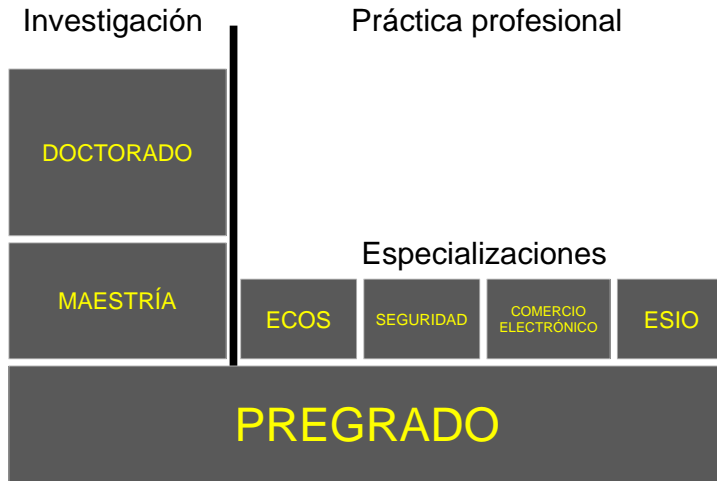 Investigación
Práctica profesional
DOCTORADO
MAESTRÍA
Especializaciones
ECOS
SEGURIDAD
COMERCIO
ELECTRÓNICO
ESIO
PREGRADO